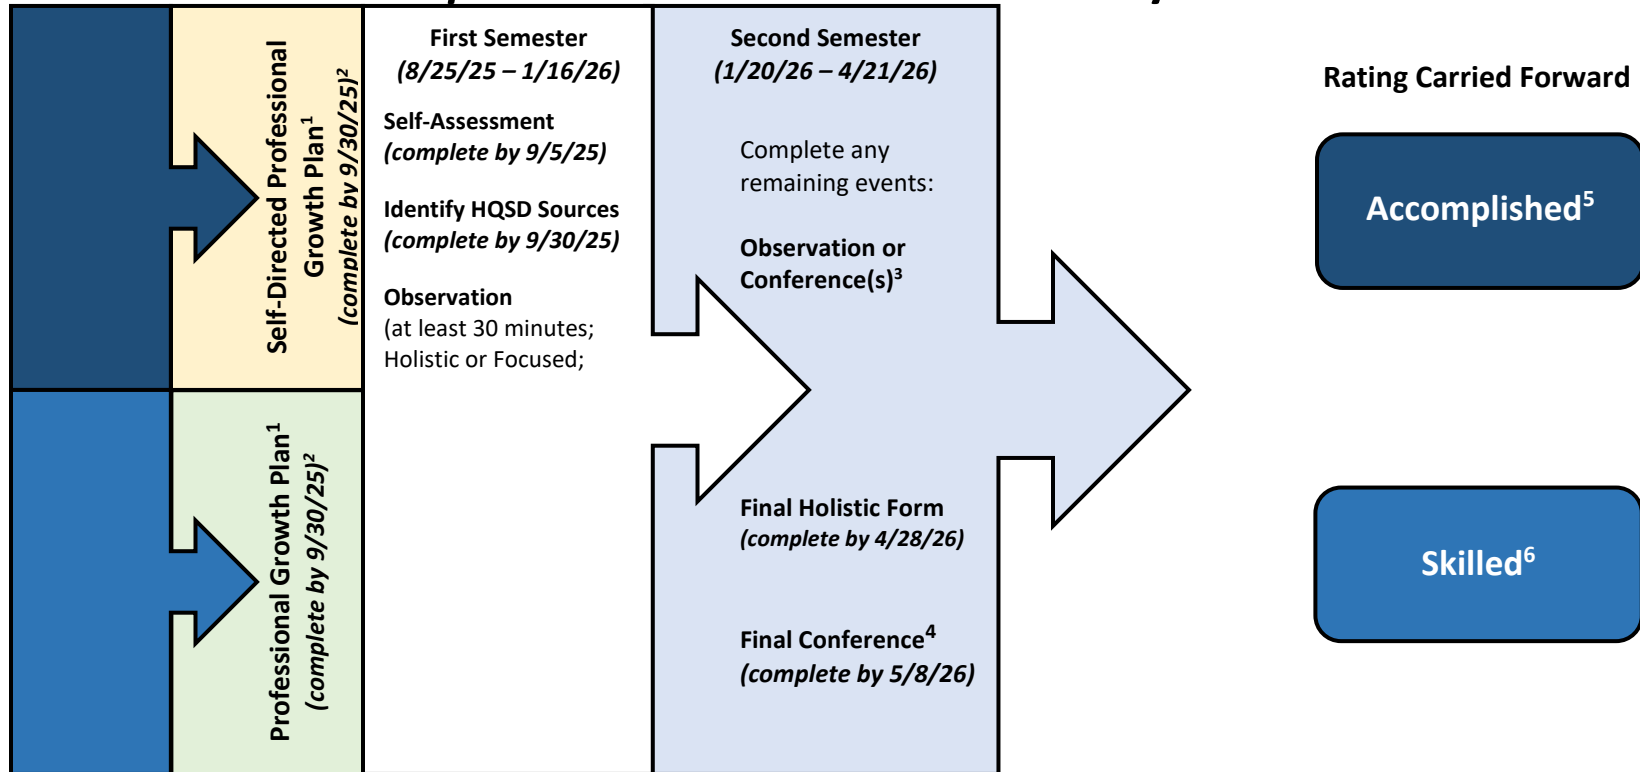 Self-Directed Professional
Growth Plan¹
(complete by 9/30/25)²
Professional Growth Plan¹
(complete by 9/30/25)²
First Semester
(8/25/25 – 1/16/26)
Self-Assessment
(complete by 9/5/25)
Identify HQSD Sources
(complete by 9/30/25)
Observation
(at least 30 minutes;
Holistic or Focused;
Second Semester
(1/20/26 – 4/21/26)
Complete any
remaining events:
Observation or
Conference(s)³
Final Holistic Form
(complete by 4/28/26)
Final Conference⁴
(complete by 5/8/26)
Rating Carried Forward
Accomplished⁵
Skilled⁶